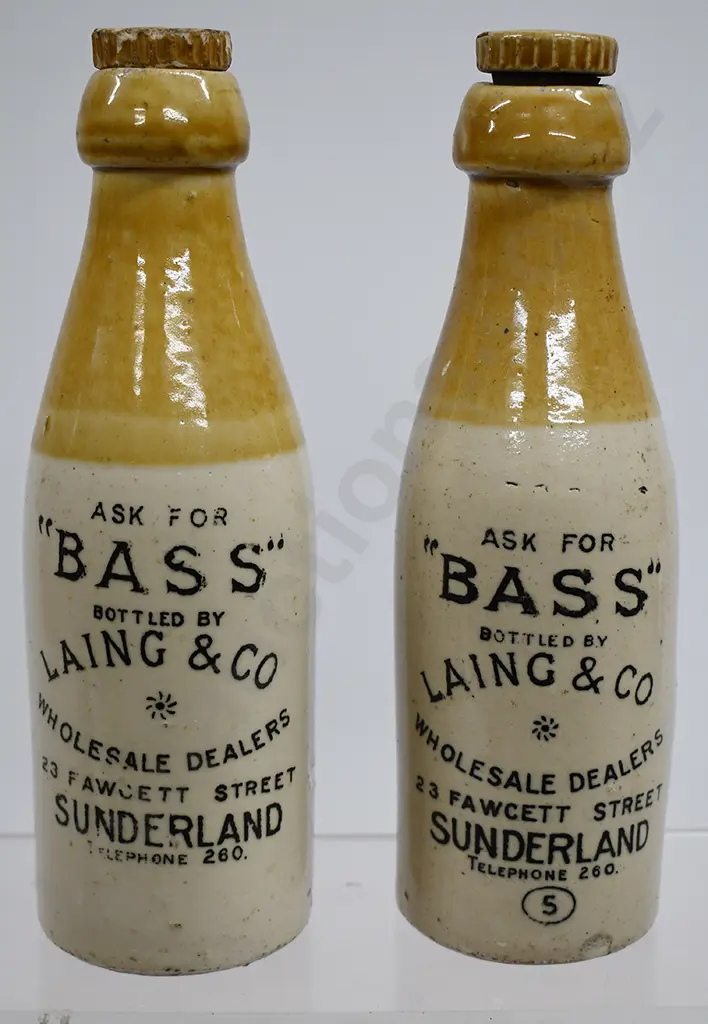 ASK FOR
"BASS"
BOTTLED BY
LAING & CO
WHOLESALE DEALERS
23 FAWCETT STREET
SUNDERLAND
TELEPHONE 260.
ASK FOR
"BASS"
BOTTLED BY
LAING & CO
WHOLESALE DEALERS
23 FAWCETT STREET
SUNDERLAND
TELEPHONE 260.
5